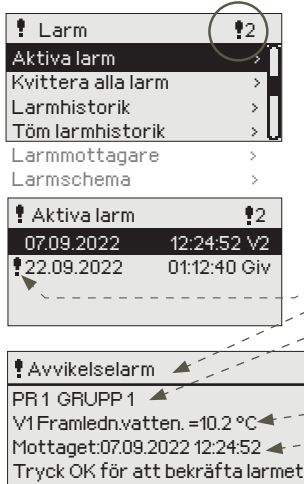 Larm 2
Aktiva larm >
Kvittera alla larm >
Larmhistorik >
Töm larmhistorik >
Larmmottagare >
Larmschema >
Aktiva larm 2
07.09.2022 12:24:52 V2
22.09.2022 01:12:40 Giv
Avvikelselarm
PR 1 GRUPP 1
V1 Framledn.vatten. =10.2 °C
Mottaget:07.09.2022 12:24:52
Tryck OK för att bekräfta larmet